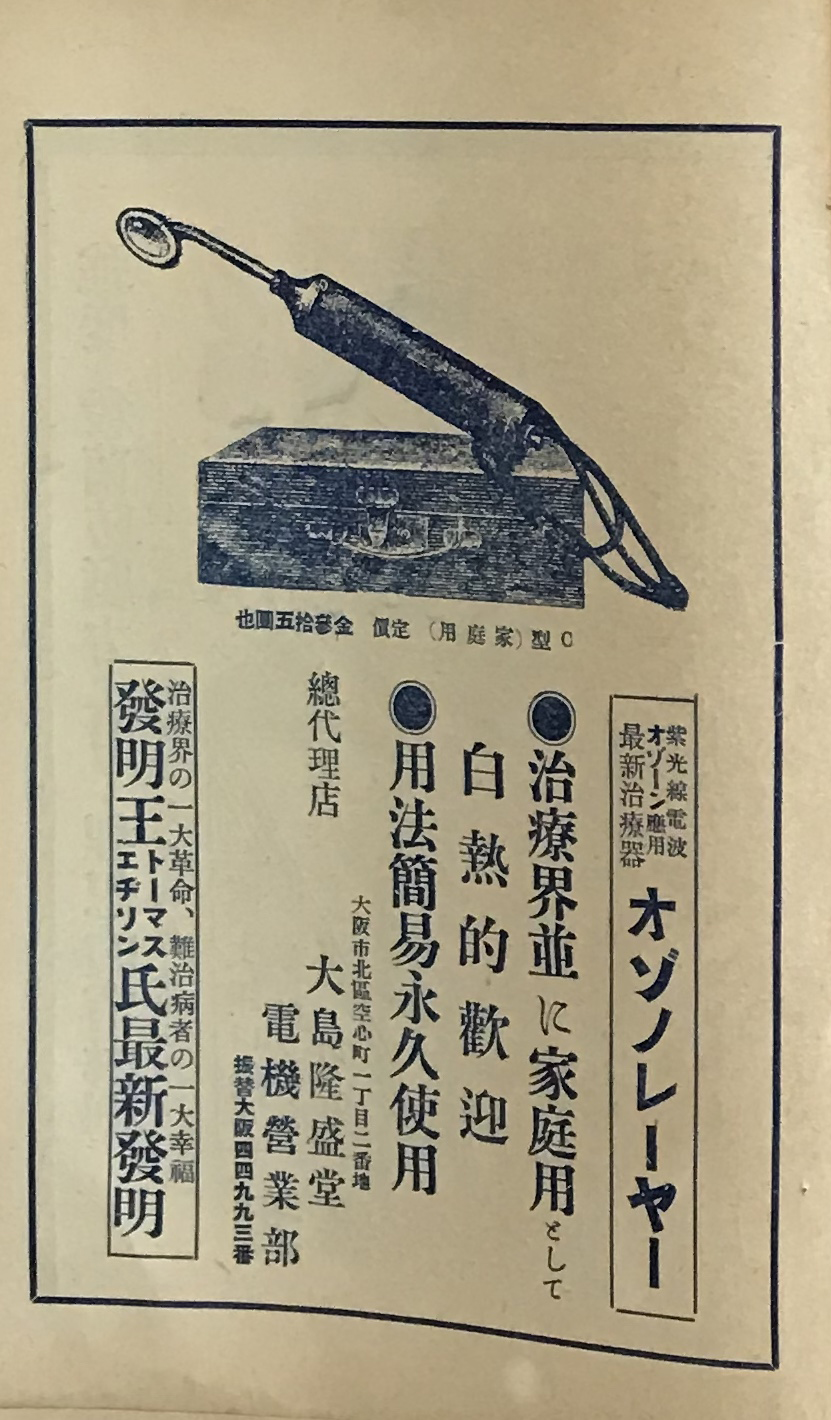 C型(家庭用) 定價 金參拾五圓也
紫光線電波
オゾーン應用
最新治療器
オゾノレーヤー
●治療界並に家庭用として
白熱的歡迎
●用法簡易永久使用
總代理店
大阪市北區空心町一丁目二番地
大島隆盛堂
電機營業部
振替大阪四四九九三番
治療界の一大革命、難治病者の一大幸福
發明王トーマスエヂソン氏最新發明